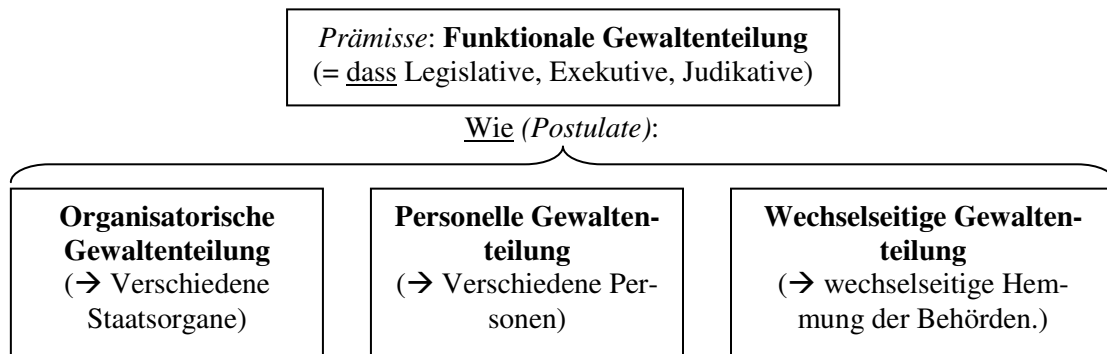 Prämisse: Funktionale Gewaltenteilung
(= dass Legislative, Exekutive, Judikative)
Wie (Postulate):
Organisatorische
Gewaltenteilung
(→ Verschiedene
Staatsorgane)
Personelle Gewalten-
teilung
(→ Verschiedene Per-
sonen)
Wechselseitige Gewalten-
teilung
(→ wechselseitige Hem-
mung der Behörden.)